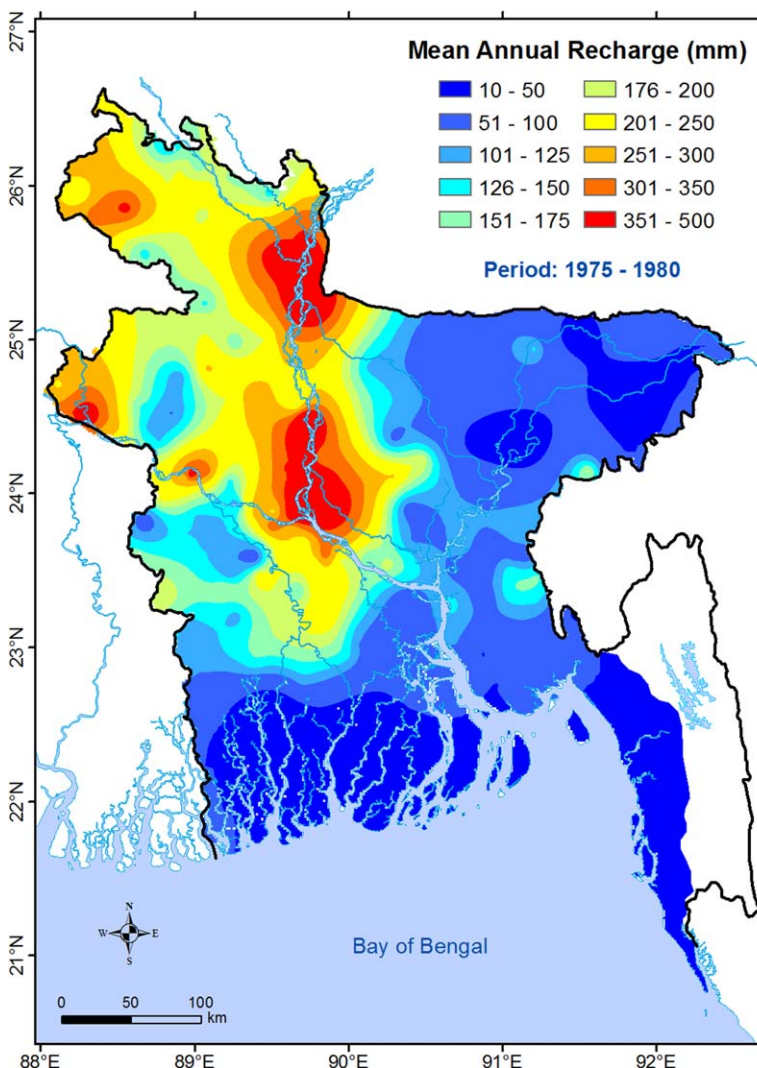 Mean Annual Recharge (mm)
10 - 50
51 - 100
101 - 125
126 - 150
151 - 175
176 - 200
201 - 250
251 - 300
301 - 350
351 - 500
Period: 1975 - 1980
27°N
26°N
25°N
24°N
23°N
22°N
21°N
N
W E
S
Bay of Bengal
0 50 100
km
88°E 89°E 90°E 91°E 92°E